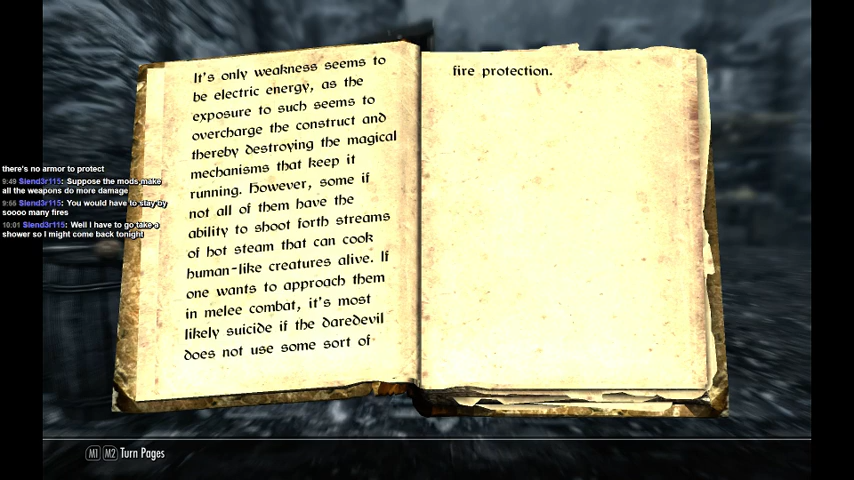 It's only weakness seems to
be electric energy, as the
exposure to such seems to
overcharge the construct and
thereby destroying the magical
mechanisms that keep it
running. However, some if
not all of them have the
ability to shoot forth streams
of hot steam that can cook
human-like creatures alive. If
one wants to approach them
in melee combat, it's most
likely suicide if the daredevil
does not use some sort of
fire protection.
there's no armor to protect
9:49 Slend3r115: Suppose the mods make
all the weapons do more damage
9:56 Slend3r115: You would have to stay by
soooo many fires
10:01 Slend3r115: Well I have to go take a
shower so I might come back tonight
M1 M2 Turn Pages